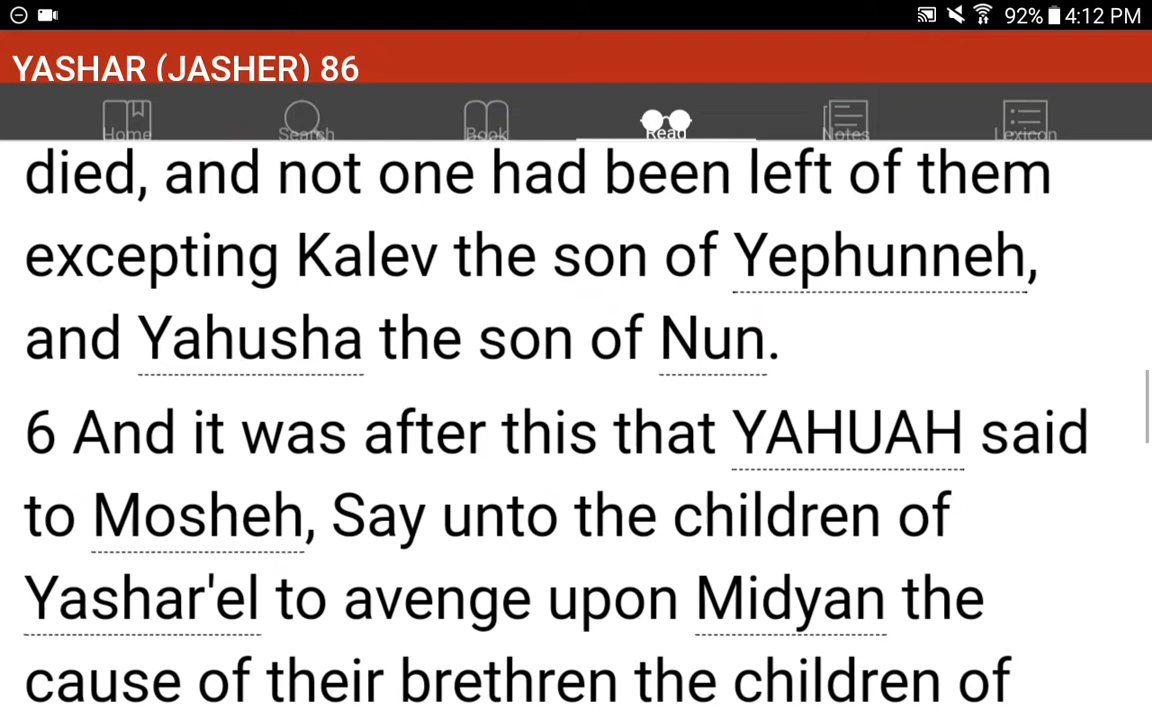 92% 4:12 PM
YASHAR (JASHER) 86
Home Search Book Read Notes Lexicon
died, and not one had been left of them
excepting Kalev the son of Yephunneh,
and Yahusha the son of Nun.
6 And it was after this that YAHUAH said
to Mosheh, Say unto the children of
Yashar'el to avenge upon Midyan the
cause of their brethren the children of